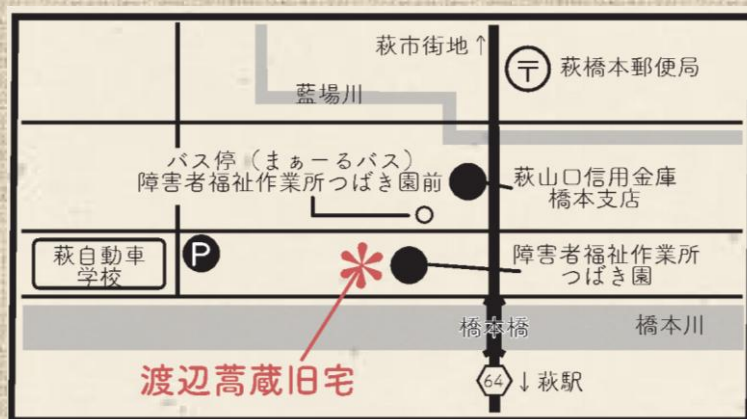 萩市街地↑
〒
萩橋本郵便局
藍場川
バス停（まぁーるバス）
障害者福祉作業所つばき園前
萩山口信用金庫
橋本支店
萩自動車
学校
P
障害者福祉作業所
つばき園
橋本橋
橋本川
渡辺蒿蔵旧宅
64
↓萩駅